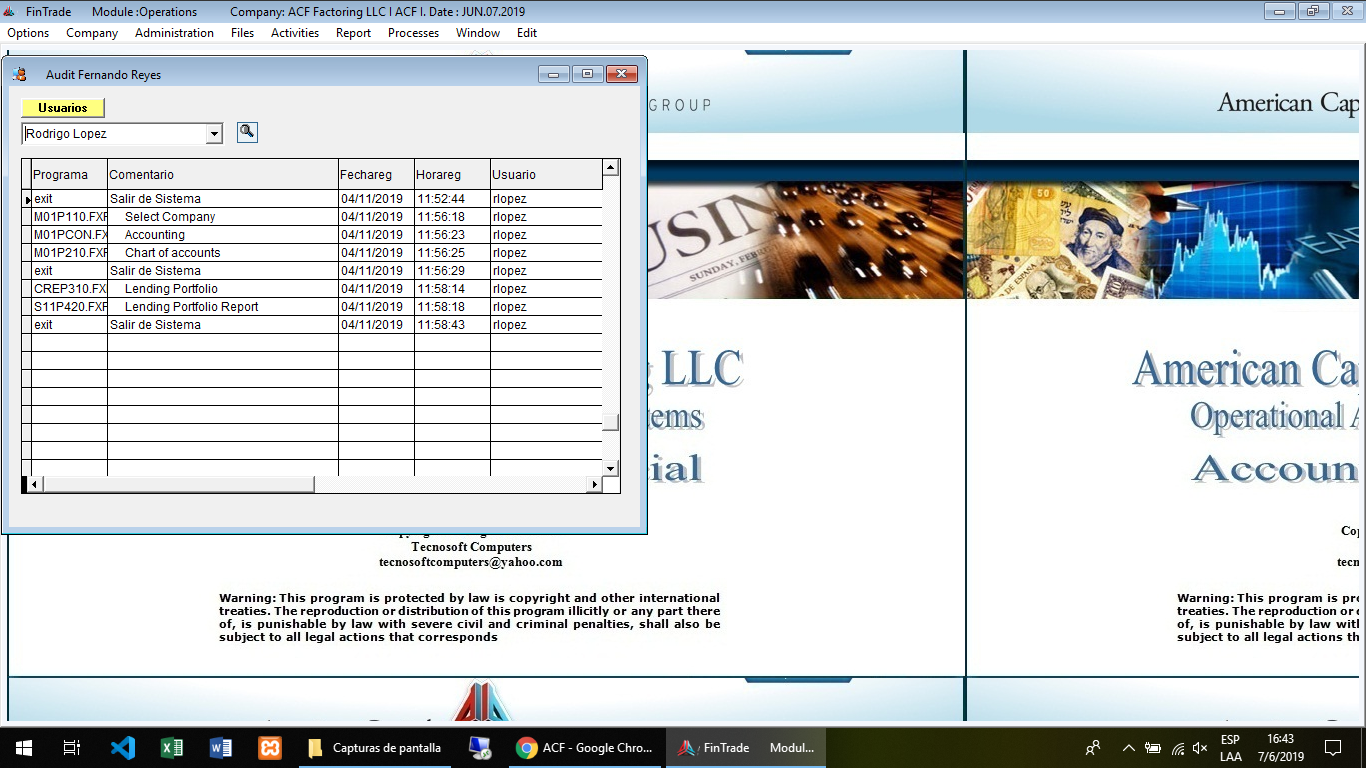 FinTrade Module :Operations Company: ACF Factoring LLC I ACF I. Date : JUN.07.2019
Options Company Administration Files Activities Report Processes Window Edit
Audit Fernando Reyes
Usuarios
Rodrigo Lopez
Programa Comentario Fechareg Horareg Usuario
exit Salir de Sistema 04/11/2019 11:52:44 rlopez
M01P110.FXP Select Company 04/11/2019 11:56:18 rlopez
M01PCON.FX Accounting 04/11/2019 11:56:23 rlopez
M01P210.FXP Chart of accounts 04/11/2019 11:56:25 rlopez
exit Salir de Sistema 04/11/2019 11:56:29 rlopez
CREP310.FX Lending Portfolio 04/11/2019 11:58:14 rlopez
S11P420.FXP Lending Portfolio Report 04/11/2019 11:58:18 rlopez
exit Salir de Sistema 04/11/2019 11:58:43 rlopez
GROUP
American Cap
USIN
SUNDAY, FEBR
50
YEAR
LLC
American Ca
Operational A
Accoun
Tecnosoft Computers
tecnosoftcomputers@yahoo.com
Warning: This program is protected by law is copyright and other international
treaties. The reproduction or distribution of this program illicitly or any part there
of, is punishable by law with severe civil and criminal penalties, shall also be
subject to all legal actions that corresponds
Cop
tecn
Warning: This program is pro
treaties. The reproduction or
of, is punishable by law with
subject to all legal actions th
Capturas de pantalla
ACF - Google Chro...
FinTrade Modul...
ESP
LAA
16:43
7/6/2019